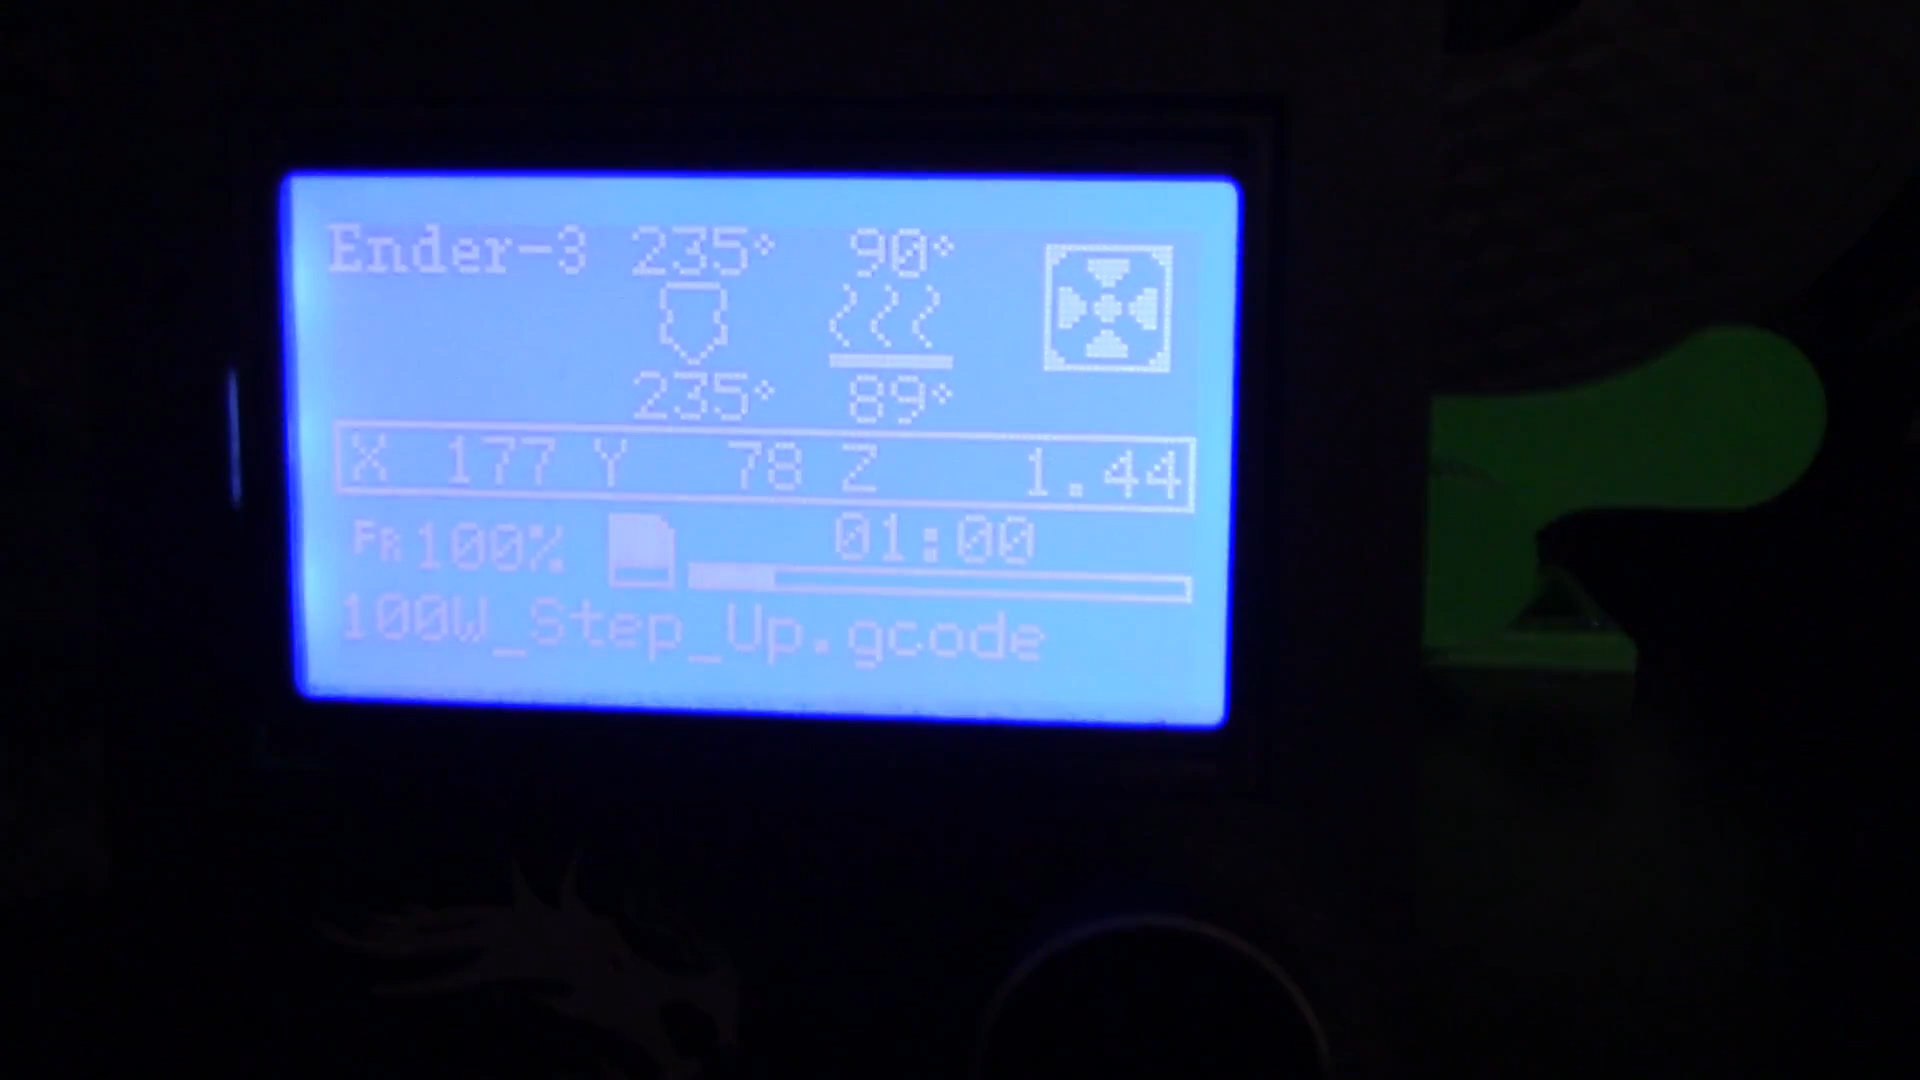 Ender-3 235° 90°
235° 89°
X 177 Y 78 Z 1.44
FR 100% 01:00
100W_Step_Up.gcode